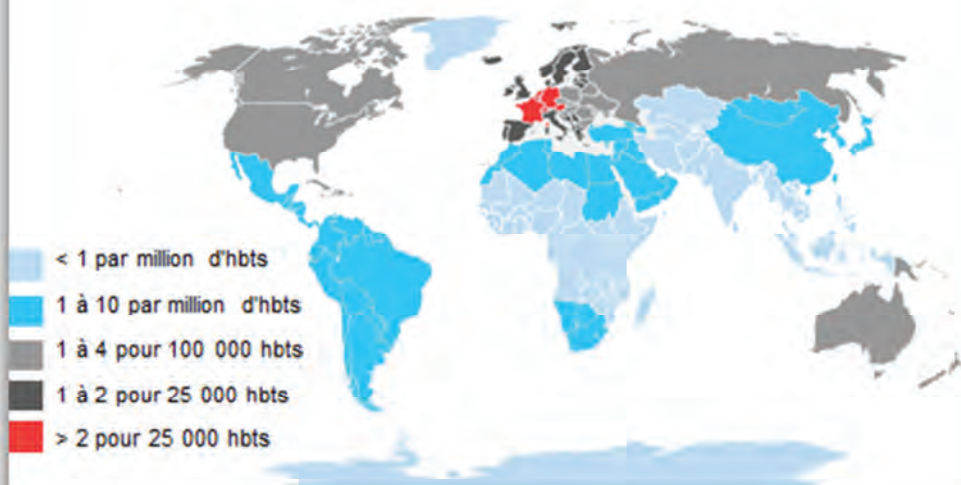 < 1 par million d'hbts
1 à 10 par million d'hbts
1 à 4 pour 100 000 hbts
1 à 2 pour 25 000 hbts
> 2 pour 25 000 hbts